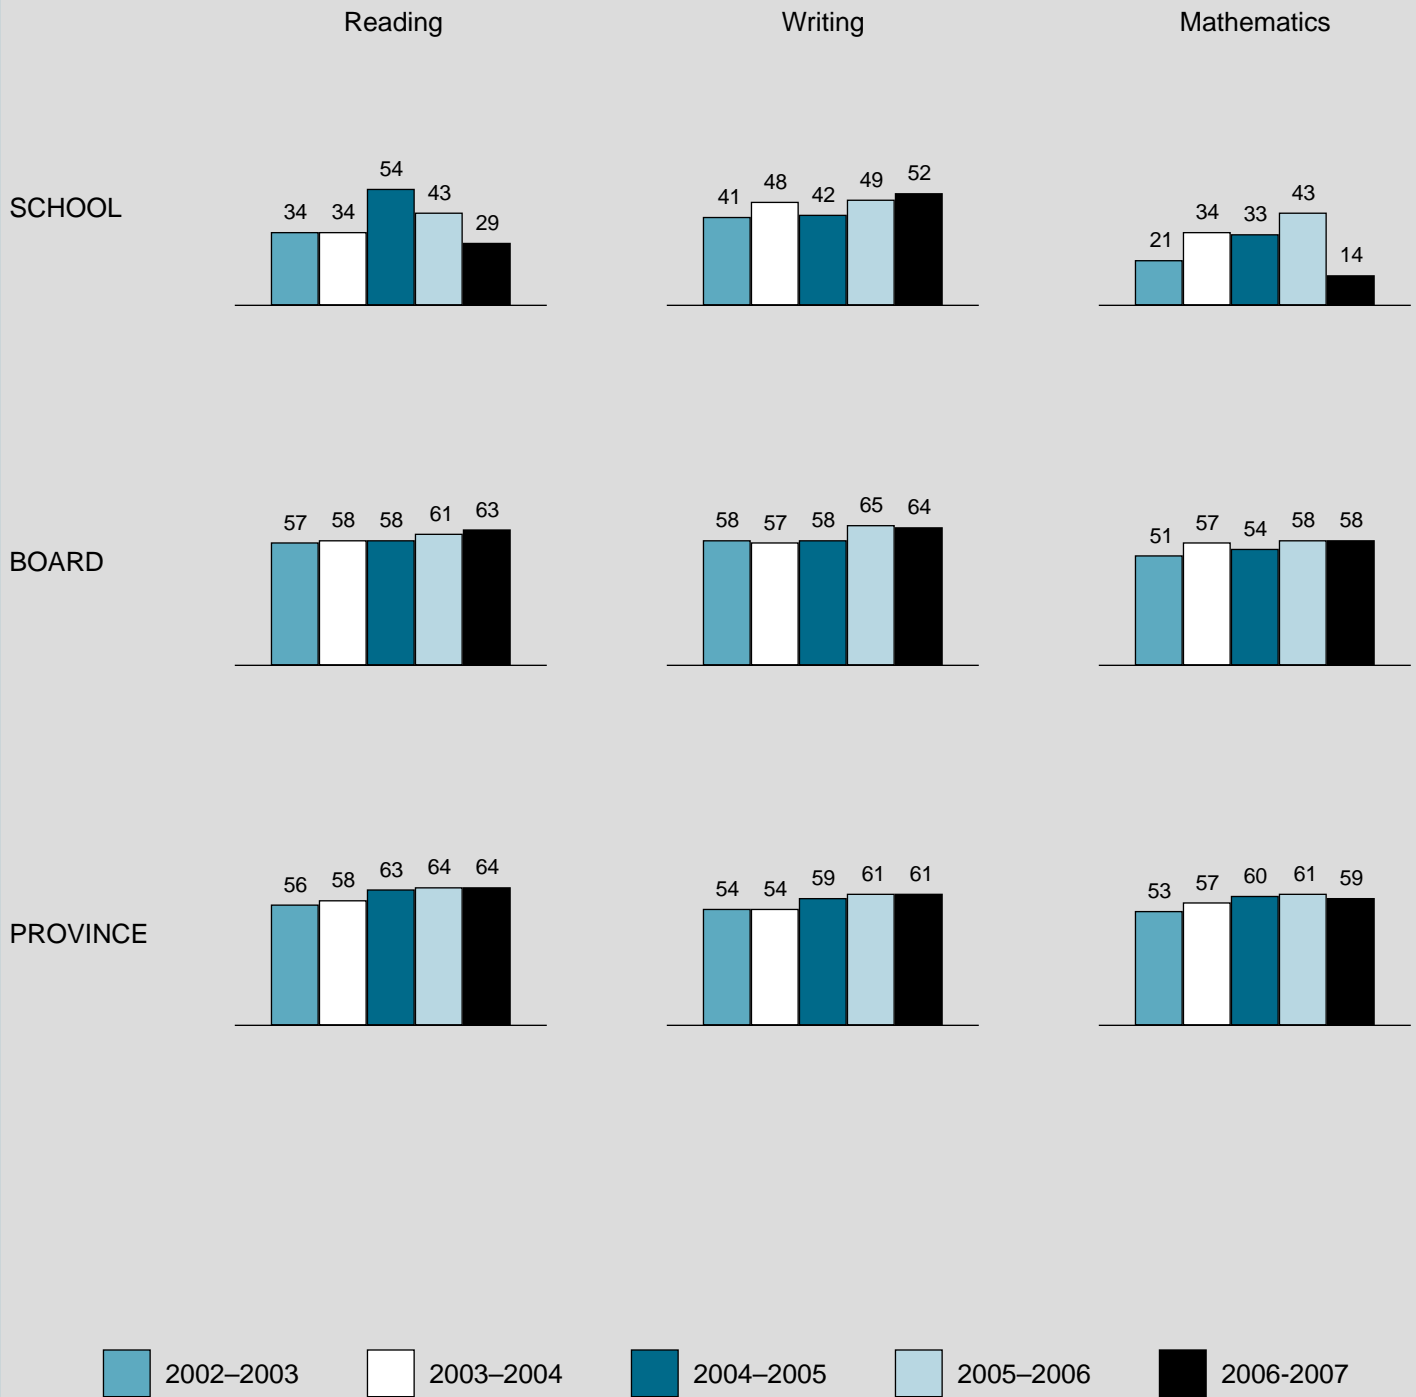 Reading Writing Mathematics
SCHOOL
34 34 54 43 29
41 48 42 49 52
21 34 33 43 14
BOARD
57 58 58 61 63
58 57 58 65 64
51 57 54 58 58
PROVINCE
56 58 63 64 64
54 54 59 61 61
53 57 60 61 59
2002–2003 2003–2004 2004–2005 2005–2006 2006-2007